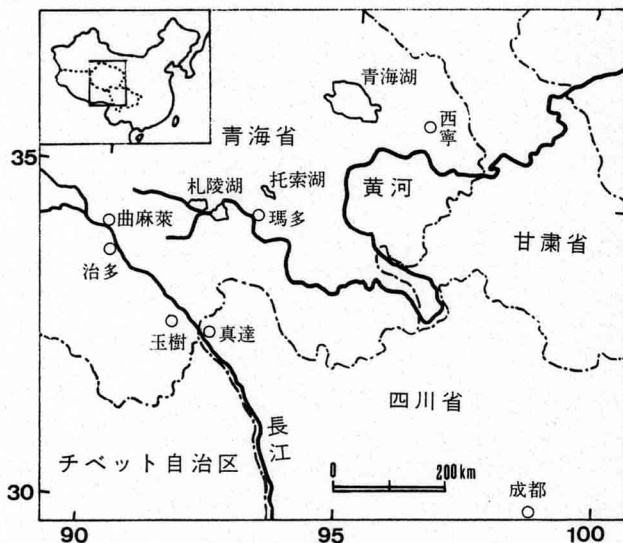 青海湖
西
寧
青海省
35
札陵湖
托索湖
黄河
曲麻萊
瑪多
甘粛省
治多
玉樹
真達
四川省
長
江
チベット自治区
0
200km
30
成都
90
95
100